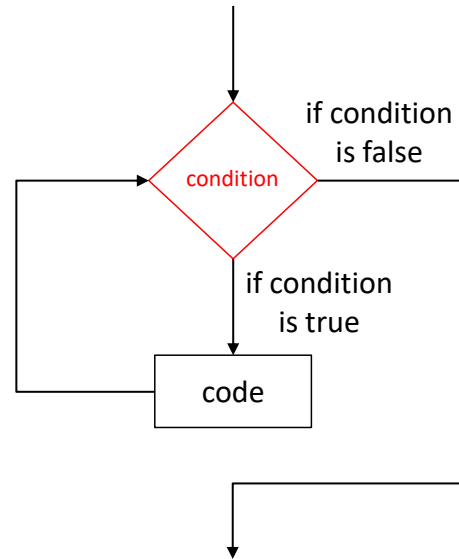 if condition
is false
condition
if condition
is true
code